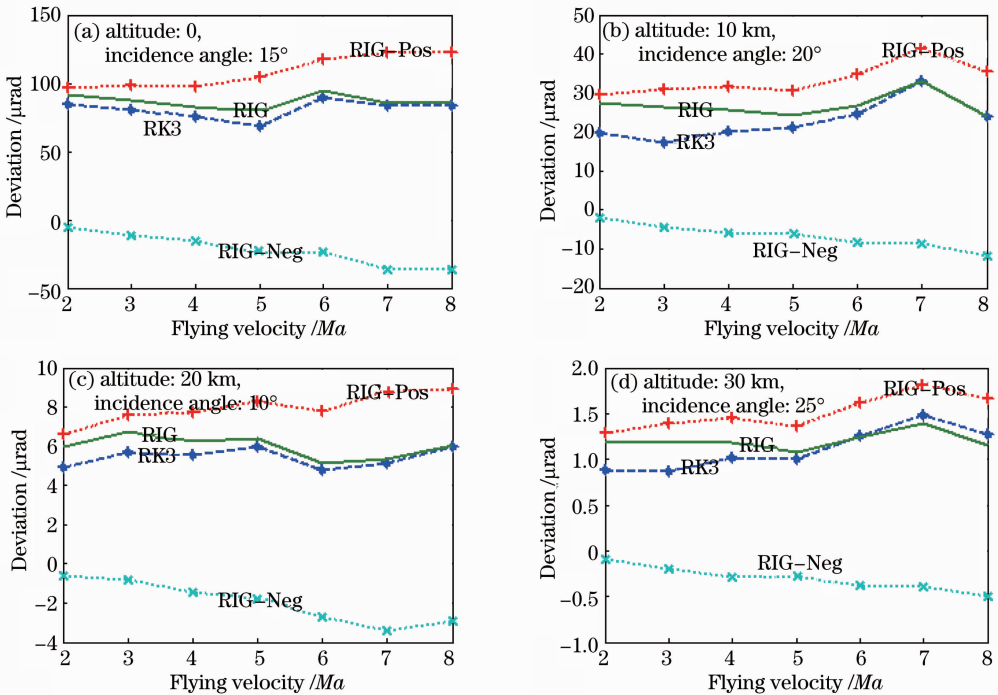 (a) altitude: 0,
incidence angle: 15°
150
100
50
0
−50
Deviation /μrad
RIG−Pos
RIG
RK3
RIG−Neg
2 3 4 5 6 7 8
Flying velocity /Ma
(b) altitude: 10 km,
incidence angle: 20°
50
40
30
20
10
0
−10
−20
Deviation /μrad
RIG−Pos
RIG
RK3
RIG−Neg
2 3 4 5 6 7 8
Flying velocity /Ma
(c) altitude: 20 km,
incidence angle: 10°
10
8
6
4
2
0
−2
−4
Deviation /μrad
RIG−Pos
RIG
RK3
RIG−Neg
2 3 4 5 6 7 8
Flying velocity /Ma
(d) altitude: 30 km,
incidence angle: 25°
2.0
1.5
1.0
0.5
0
−0.5
−1.0
Deviation /μrad
RIG−Pos
RIG
RK3
RIG−Neg
2 3 4 5 6 7 8
Flying velocity /Ma